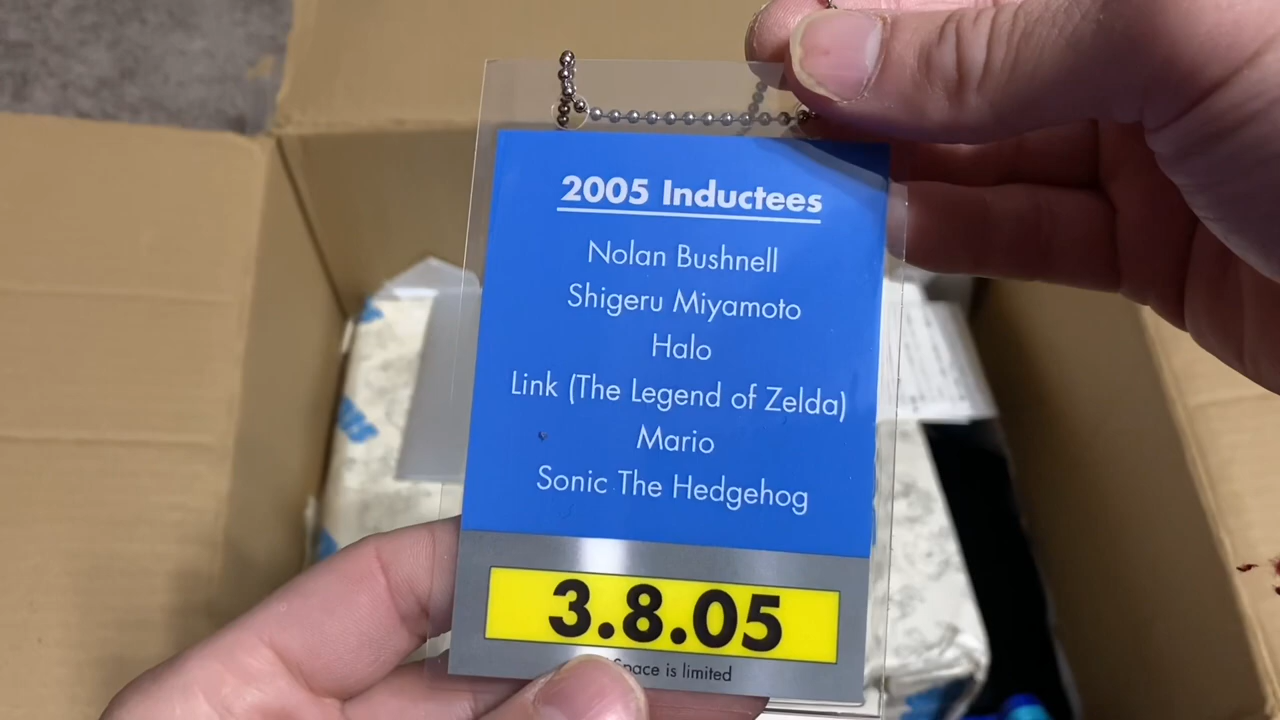 2005 Inductees
Nolan Bushnell
Shigeru Miyamoto
Halo
Link (The Legend of Zelda)
Mario
Sonic The Hedgehog
3.8.05
Space is limited